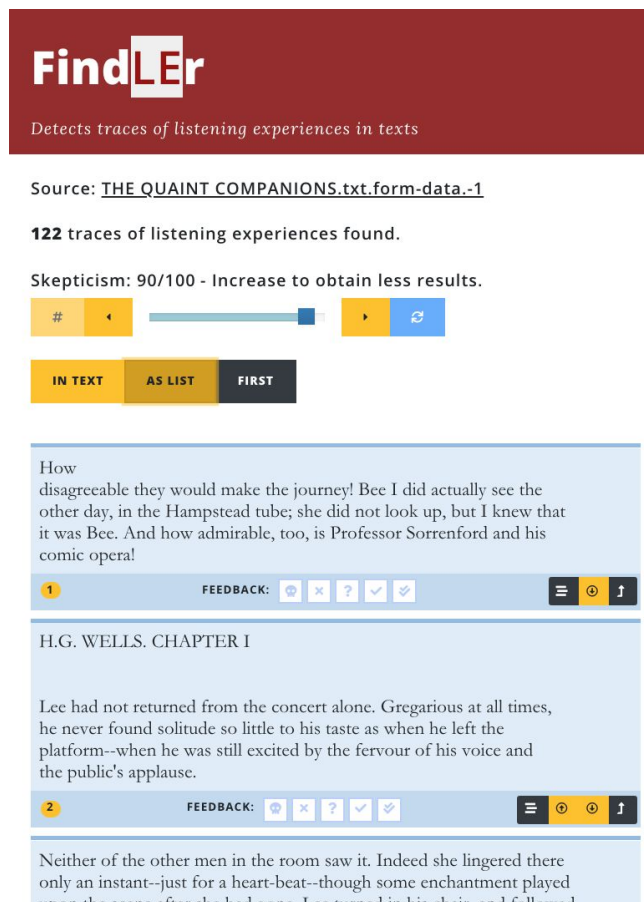 FindLEr
Detects traces of listening experiences in texts
Source: THE QUAINT COMPANIONS.txt.form-data.-1
122 traces of listening experiences found.
Skepticism: 90/100 - Increase to obtain less results.
#
IN TEXT AS LIST FIRST
How
disagreeable they would make the journey! Bee I did actually see the
other day, in the Hampstead tube; she did not look up, but I knew that
it was Bee. And how admirable, too, is Professor Sorrenford and his
comic opera!
1 FEEDBACK: ?
H.G. WELLS. CHAPTER I
Lee had not returned from the concert alone. Gregarious at all times,
he never found solitude so little to his taste as when he left the
platform--when he was still excited by the fervour of his voice and
the public's applause.
2 FEEDBACK: ?
Neither of the other men in the room saw it. Indeed she lingered there
only an instant--just for a heart-beat--though some enchantment played